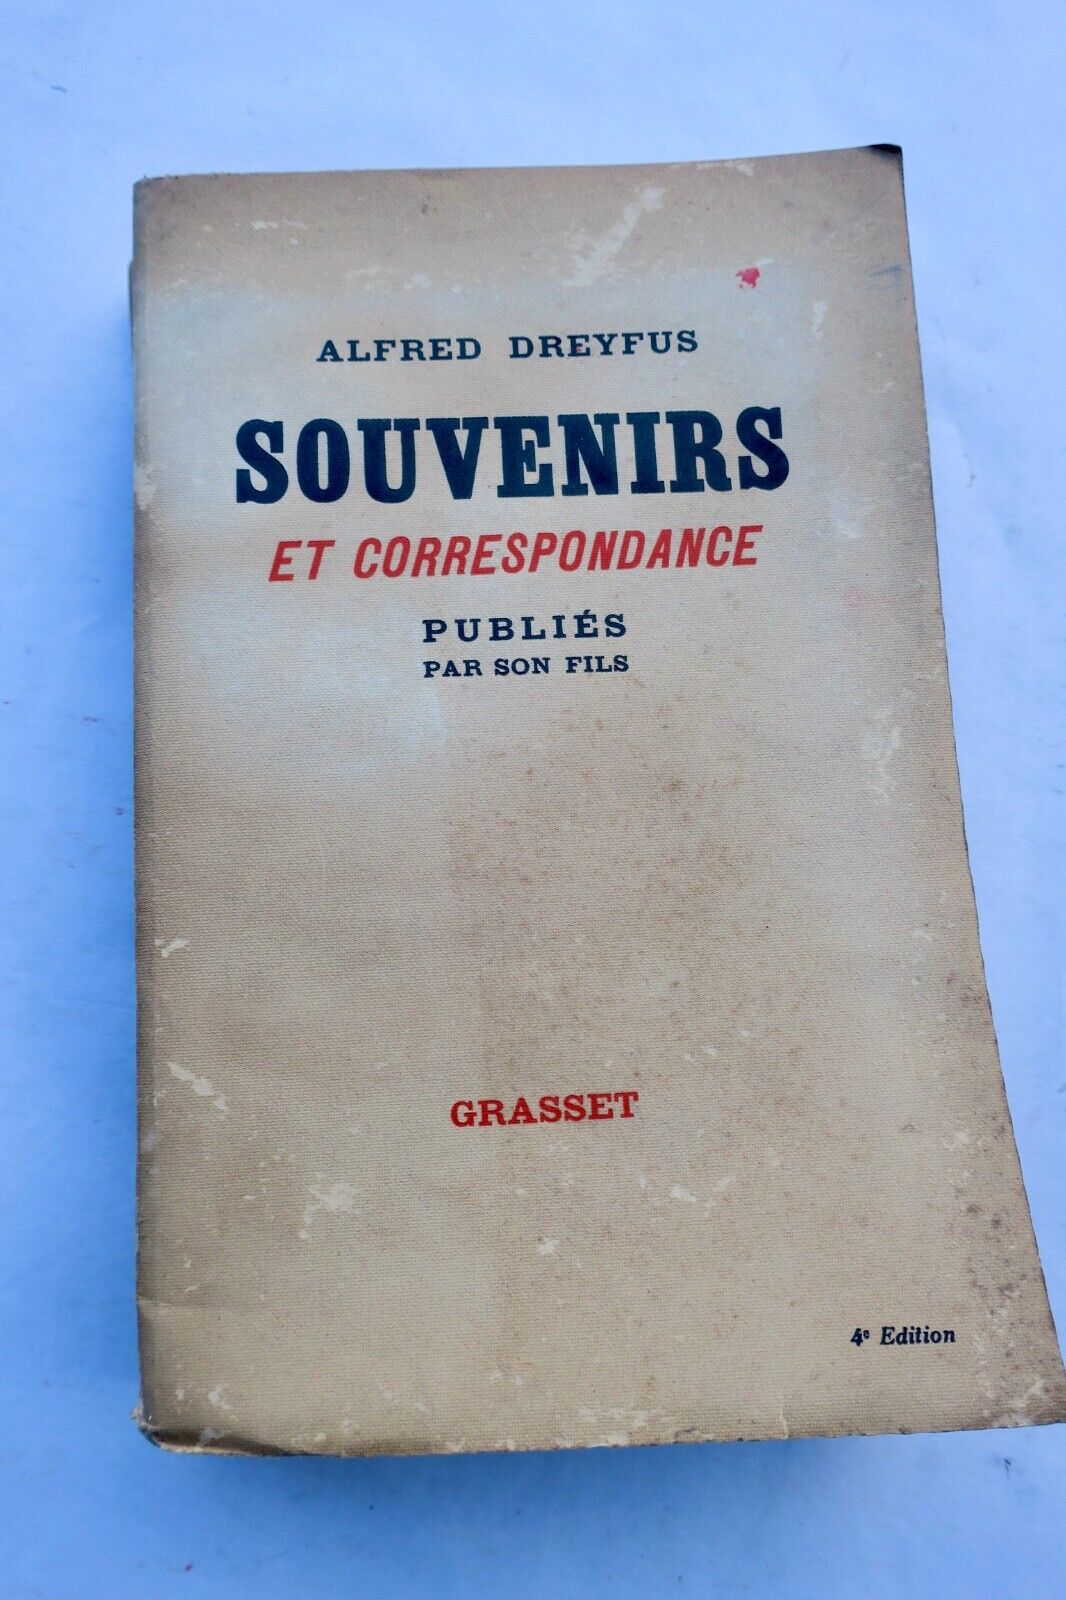 ALFRED DREYFUS
SOUVENIRS
ET CORRESPONDANCE
PUBLIÉS
PAR SON FILS
GRASSET
4e Edition